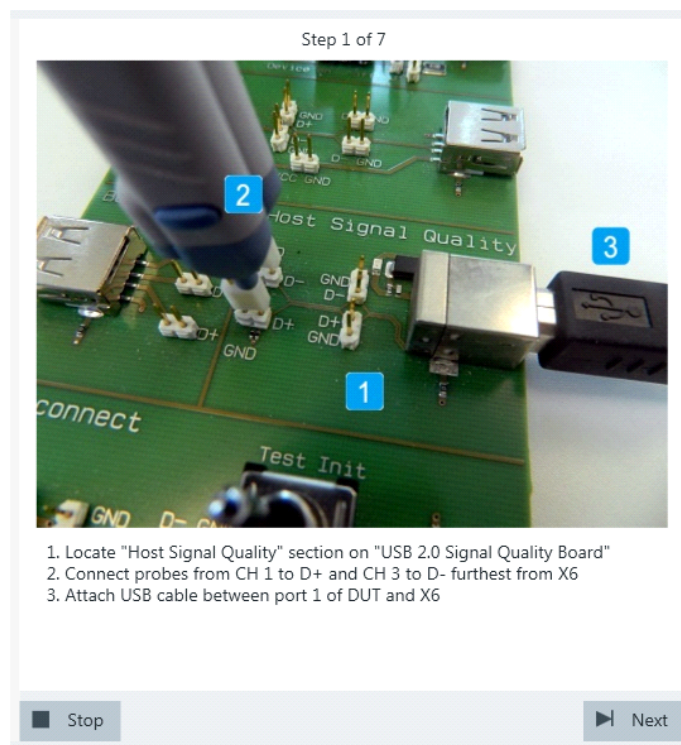 Step 1 of 7
Device
GND
D+
GND
D- GND
CC GND
2
Host Signal Quality
3
D-
GND
D-
D+
D+
GND
D+
GND
1
connect
Test Init
GND
D-
1. Locate "Host Signal Quality" section on "USB 2.0 Signal Quality Board"
2. Connect probes from CH 1 to D+ and CH 3 to D- furthest from X6
3. Attach USB cable between port 1 of DUT and X6
Stop
Next